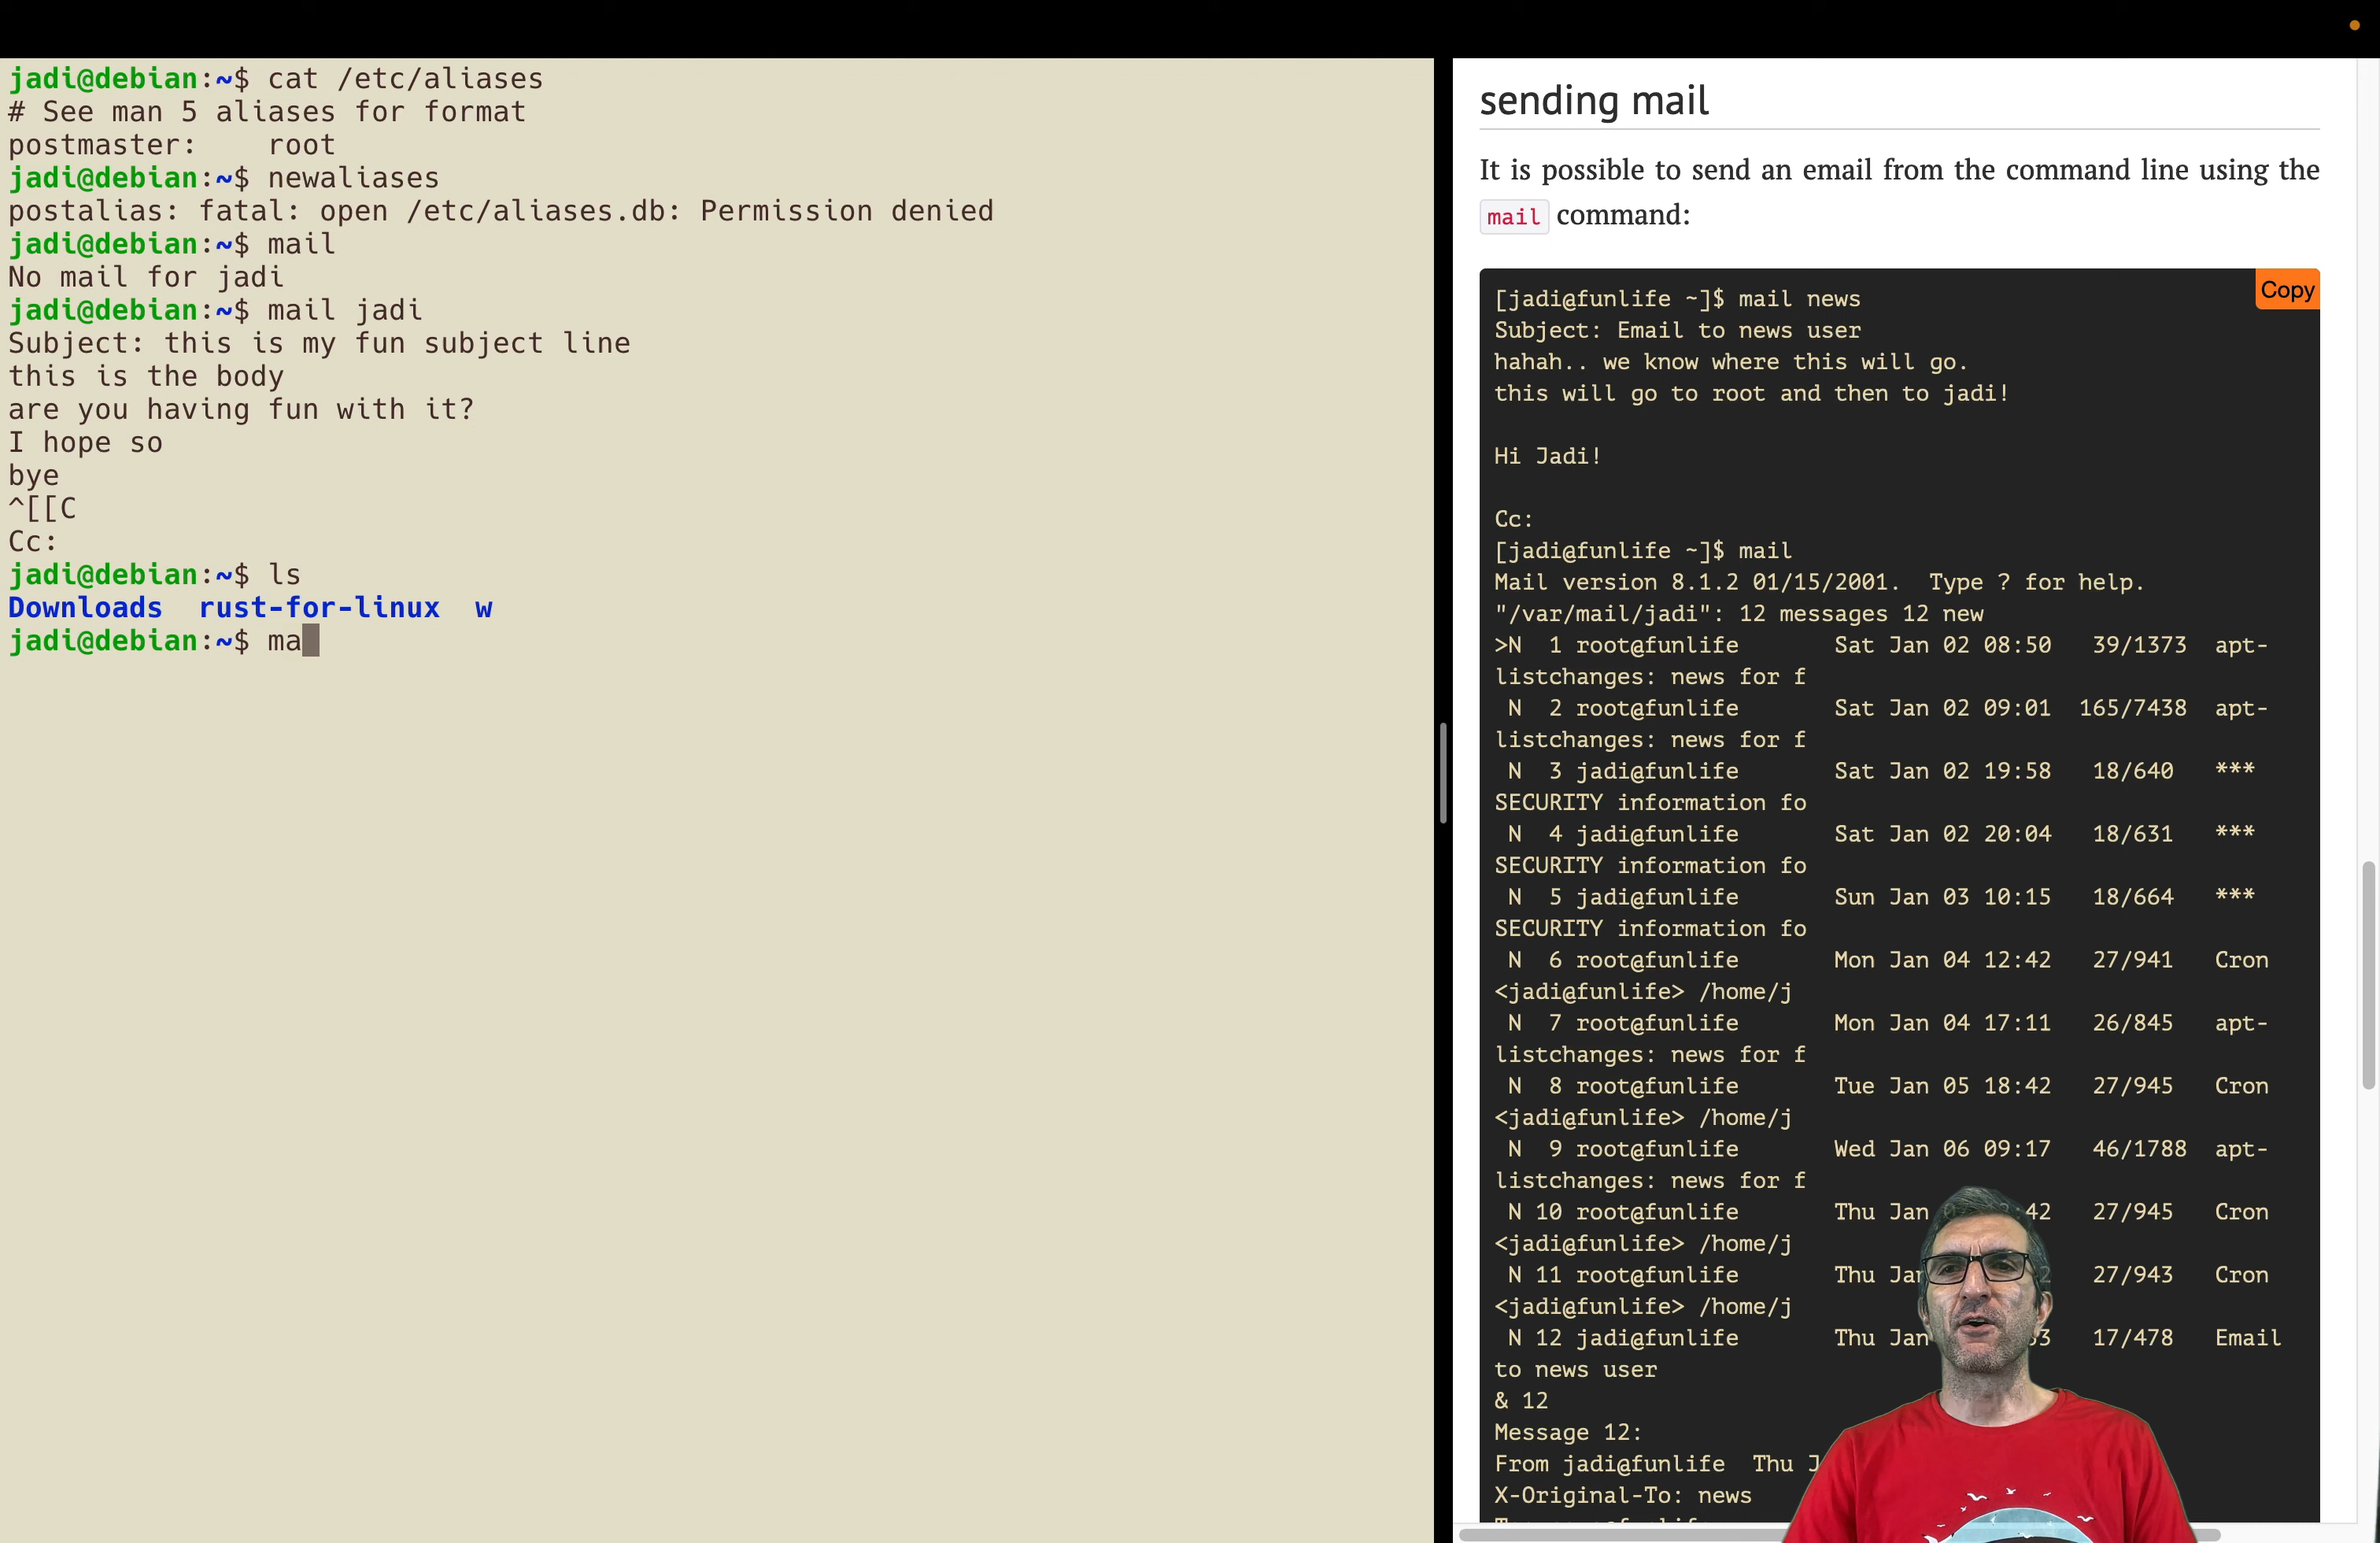 jadi@debian:~$ cat /etc/aliases
# See man 5 aliases for format
postmaster:    root
jadi@debian:~$ newaliases
postalias: fatal: open /etc/aliases.db: Permission denied
jadi@debian:~$ mail
No mail for jadi
jadi@debian:~$ mail jadi
Subject: this is my fun subject line
this is the body
are you having fun with it?
I hope so
bye
^[[C
Cc:
jadi@debian:~$ ls
Downloads  rust-for-linux  w
jadi@debian:~$ ma
sending mail
It is possible to send an email from the command line using the
mail command:
Copy
[jadi@funlife ~]$ mail news
Subject: Email to news user
hahah.. we know where this will go.
this will go to root and then to jadi!
Hi Jadi!
Cc:
[jadi@funlife ~]$ mail
Mail version 8.1.2 01/15/2001.  Type ? for help.
"/var/mail/jadi": 12 messages 12 new
>N  1 root@funlife       Sat Jan 02 08:50   39/1373  apt-
listchanges: news for f
 N  2 root@funlife       Sat Jan 02 09:01  165/7438  apt-
listchanges: news for f
 N  3 jadi@funlife       Sat Jan 02 19:58   18/640   ***
SECURITY information fo
 N  4 jadi@funlife       Sat Jan 02 20:04   18/631   ***
SECURITY information fo
 N  5 jadi@funlife       Sun Jan 03 10:15   18/664   ***
SECURITY information fo
 N  6 root@funlife       Mon Jan 04 12:42   27/941   Cron
<jadi@funlife> /home/j
 N  7 root@funlife       Mon Jan 04 17:11   26/845   apt-
listchanges: news for f
 N  8 root@funlife       Tue Jan 05 18:42   27/945   Cron
<jadi@funlife> /home/j
 N  9 root@funlife       Wed Jan 06 09:17   46/1788  apt-
listchanges: news for f
 N 10 root@funlife       Thu Jan 42   27/945   Cron
<jadi@funlife> /home/j
 N 11 root@funlife       Thu 27/943   Cron
<jadi@funlife> /home/j
 N 12 jadi@funlife       Thu Jan 17/478   Email
to news user
& 12
Message 12:
From jadi@funlife  Thu
X-Original-To: news